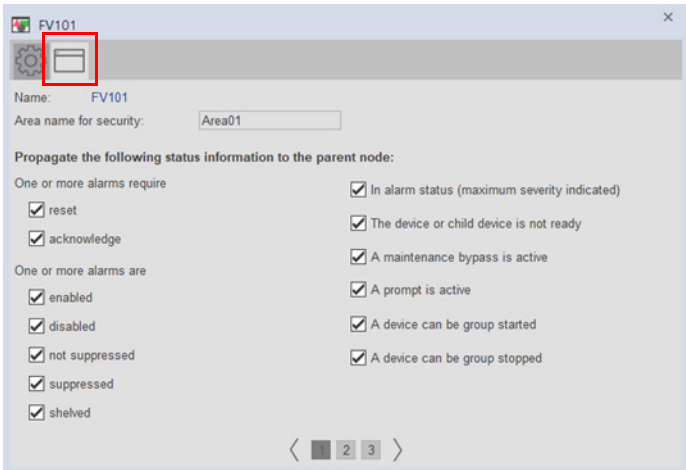 FV101
Name: FV101
Area name for security: Area01
Propagate the following status information to the parent node:
One or more alarms require
reset
acknowledge
One or more alarms are
enabled
disabled
not suppressed
suppressed
shelved
In alarm status (maximum severity indicated)
The device or child device is not ready
A maintenance bypass is active
A prompt is active
A device can be group started
A device can be group stopped
1 2 3